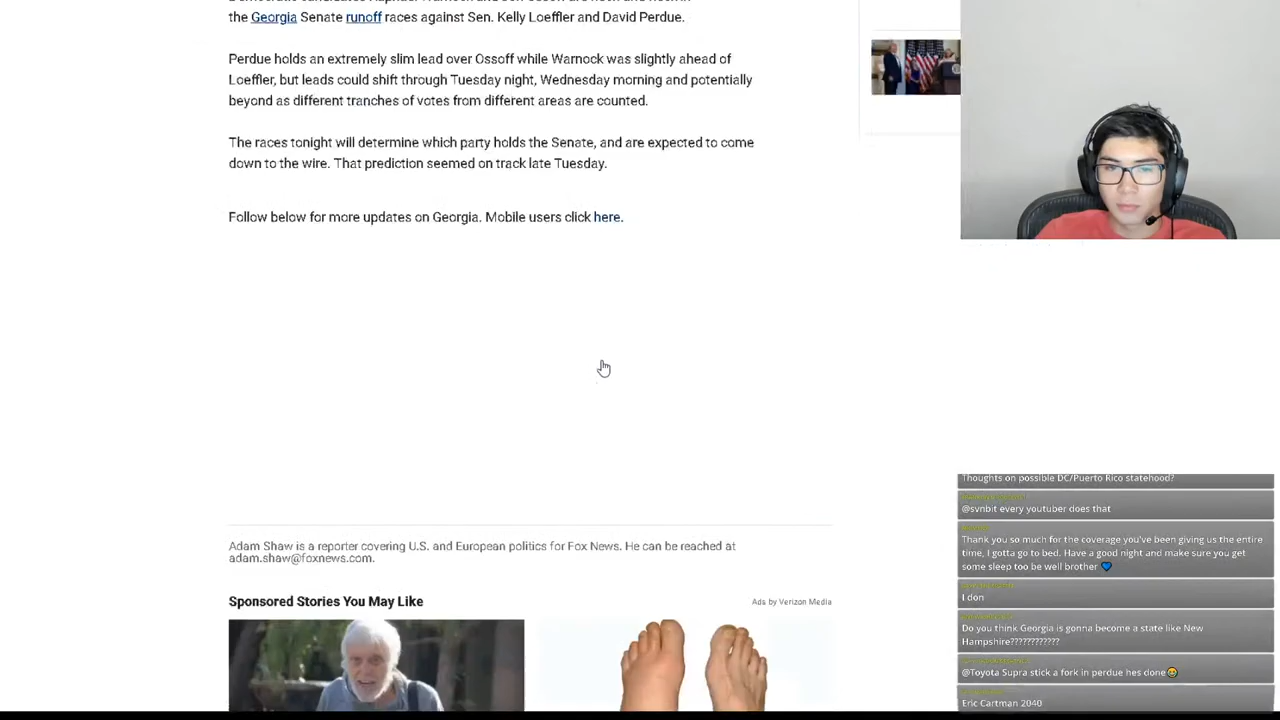 the Georgia Senate runoff races against Sen. Kelly Loeffler and David Perdue.
Perdue holds an extremely slim lead over Ossoff while Warnock was slightly ahead of
Loeffler, but leads could shift through Tuesday night, Wednesday morning and potentially
beyond as different tranches of votes from different areas are counted.
The races tonight will determine which party holds the Senate, and are expected to come
down to the wire. That prediction seemed on track late Tuesday.
Follow below for more updates on Georgia. Mobile users click here.
Adam Shaw is a reporter covering U.S. and European politics for Fox News. He can be reached at
adam.shaw@foxnews.com.
Sponsored Stories You May Like
Ads by Verizon Media
Thoughts on possible DC/Puerto Rico statehood?
@svnbit every youtuber does that
Thank you so much for the coverage you've been giving us the entire
time, I gotta go to bed. Have a good night and make sure you get
some sleep too be well brother 💙
I don
Do you think Georgia is gonna become a state like New
Hampshire????????????
@Toyota Supra stick a fork in perdue hes done😆
Eric Cartman 2040